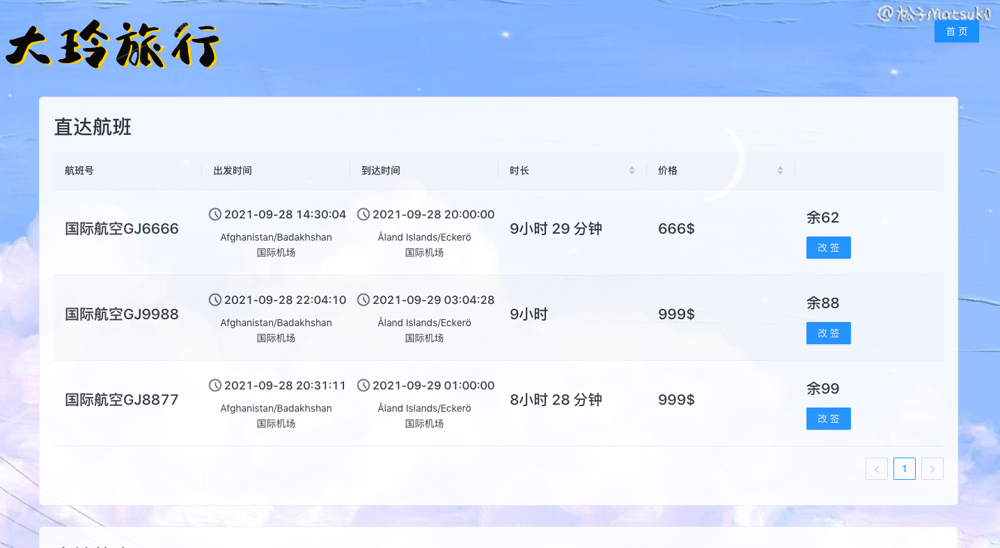 @松子Matsuko
首 页
大玲旅行
直达航班
航班号 出发时间 到达时间 时长 价格
国际航空GJ6666 2021-09-28 14:30:04 2021-09-28 20:00:00 9小时 29 分钟 666$ 余62
Afghanistan/Badakhshan Åland Islands/Eckerö 改 签
国际机场 国际机场
国际航空GJ9988 2021-09-28 22:04:10 2021-09-29 03:04:28 9小时 999$ 余88
Afghanistan/Badakhshan Åland Islands/Eckerö 改 签
国际机场 国际机场
国际航空GJ8877 2021-09-28 20:31:11 2021-09-29 01:00:00 8小时 28 分钟 999$ 余99
Afghanistan/Badakhshan Åland Islands/Eckerö 改 签
国际机场 国际机场
< 1 >